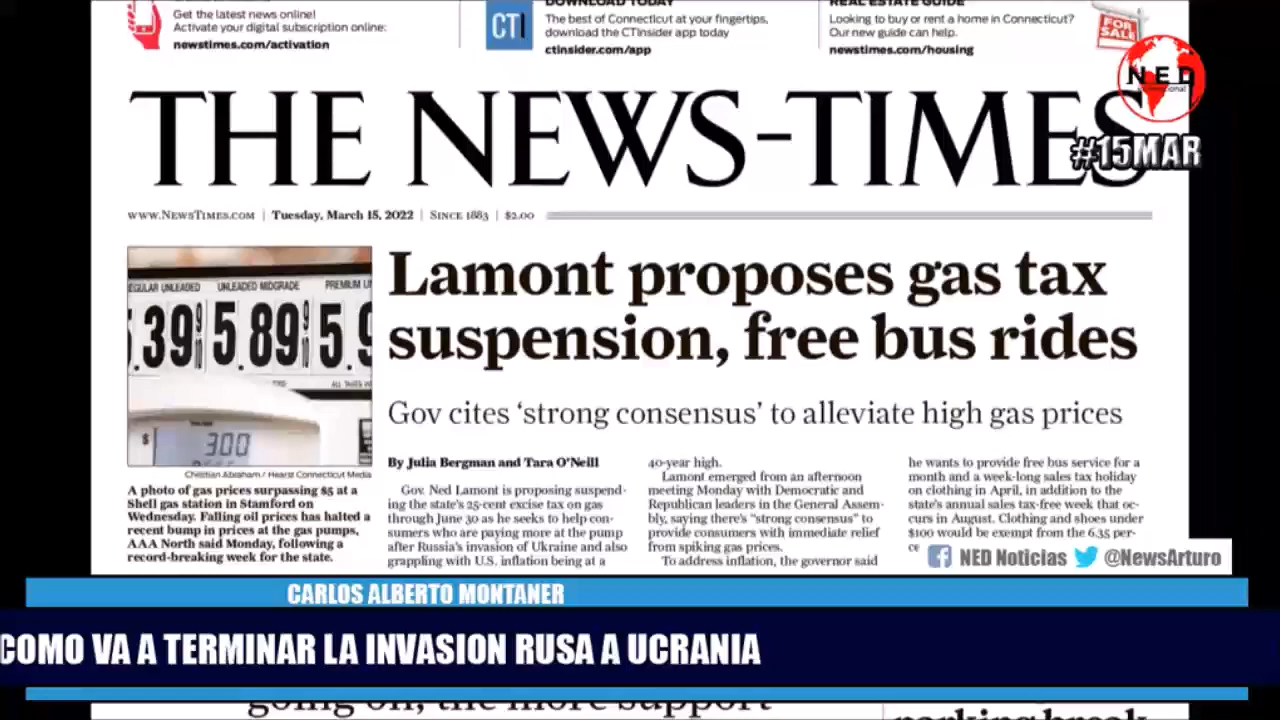 Get the latest news online!
Activate your digital subscription online:
newstimes.com/activation
CTI
DOWNLOAD TODAY
The best of Connecticut at your fingertips,
download the CTInsider app today
ctinsider.com/app
REAL ESTATE GUIDE
Looking to buy or rent a home in Connecticut?
Our new guide can help.
newstimes.com/housing
FOR
SALE
NED
#15MAR
THE NEWS-TIMES
www.NewsTimes.com | Tuesday, March 15, 2022 | Since 1883 | $2.00
EGULAR UNLEADED UNLEADED MIDGRADE PREMIUM U
.39 9/10 5.89 9/10 5.9
$ 300
Christian Abraham / Hearst Connecticut Media
A photo of gas prices surpassing $5 at a
Shell gas station in Stamford on
Wednesday. Falling oil prices has halted a
recent bump in prices at the gas pumps,
AAA North said Monday, following a
record-breaking week for the state.
Lamont proposes gas tax
suspension, free bus rides
Gov cites ‘strong consensus’ to alleviate high gas prices
By Julia Bergman and Tara O’Neill
Gov. Ned Lamont is proposing suspend-
ing the state’s 25-cent excise tax on gas
through June 30 as he seeks to help con-
sumers who are paying more at the pump
after Russia’s invasion of Ukraine and also
grappling with U.S. inflation being at a
40-year high.
Lamont emerged from an afternoon
meeting Monday with Democratic and
Republican leaders in the General Assem-
bly, saying there’s “strong consensus” to
provide consumers with immediate relief
from spiking gas prices.
To address inflation, the governor said
he wants to provide free bus service for a
month and a week-long sales tax holiday
on clothing in April, in addition to the
state’s annual sales tax-free week that oc-
curs in August. Clothing and shoes under
$100 would be exempt from the 6.35 per-
ce
NED Noticias @NewsArturo
CARLOS ALBERTO MONTANER
COMO VA A TERMINAR LA INVASION RUSA A UCRANIA
going on, the more support
parking break